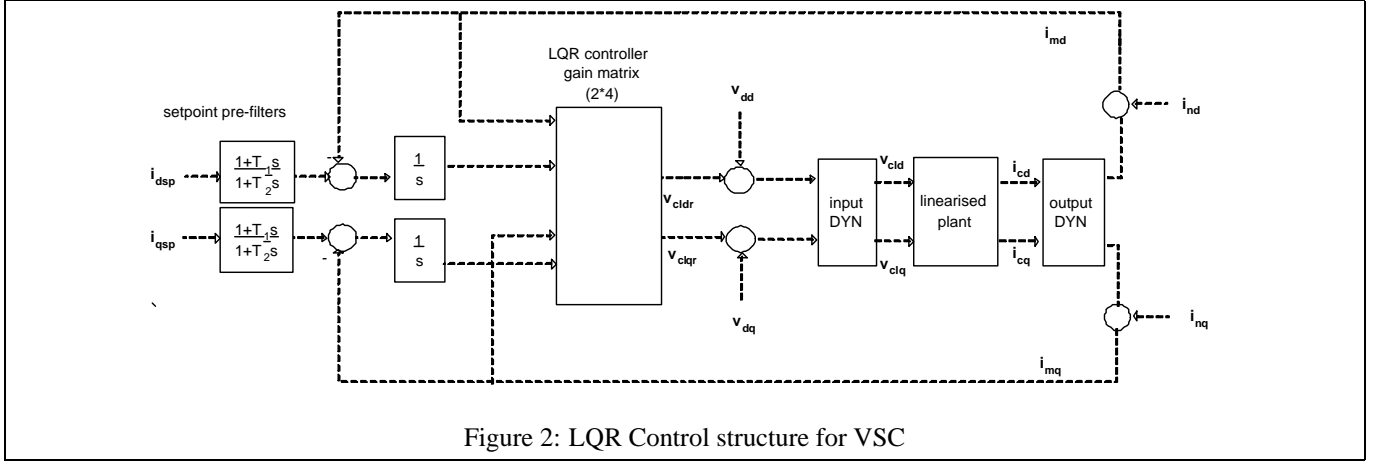 LQR controller
gain matrix
(2*4)
setpoint pre-filters
i_md
v_dd
i_nd
i_dsp
1+T_1s
1+T_2s
1
s
v_cldr
v_cld
i_cd
input
DYN
linearised
plant
output
DYN
i_qsp
1+T_1s
1+T_2s
1
s
v_clqr
v_clq
i_cq
v_dq
i_nq
i_mq
-
-
`
Figure 2: LQR Control structure for VSC